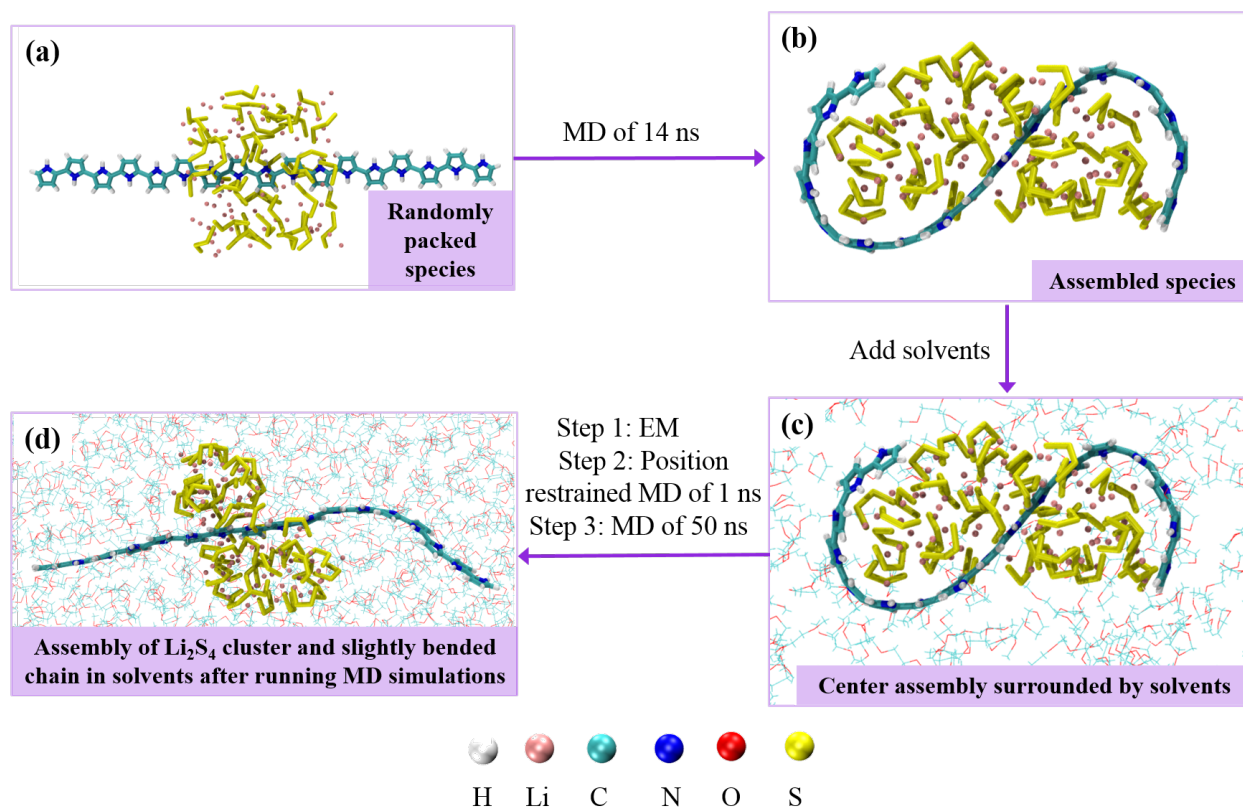 (a)
Randomly
packed
species
MD of 14 ns
(b)
Assembled species
Add solvents
(c)
Center assembly surrounded by solvents
Step 1: EM
Step 2: Position
restrained MD of 1 ns
Step 3: MD of 50 ns
(d)
Assembly of Li₂S₄ cluster and slightly bended
chain in solvents after running MD simulations
H Li C N O S